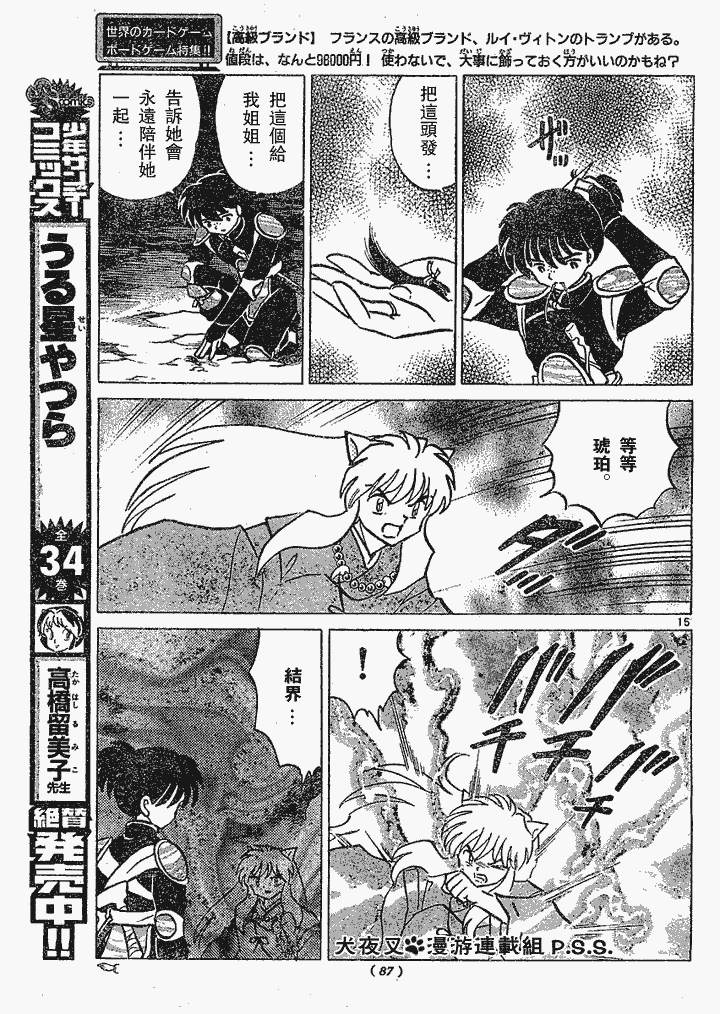 世界のカードゲーム
ボードゲーム特集!!
【高級ブランド】 フランスの高級ブランド、ルイ・ヴィトンのトランプがある。
値段は、なんと98000円! 使わないで、大事に飾っておく方がいいのかもね?
把這頭發…
把這個給
我姐姐…
告訴她會
永遠陪伴她
一起…
ザッ
等等
琥珀。
ダッ
15
!
バババ
チチチ
結界…
犬夜叉 漫游連載組 P.S.S.
(87)
comics
少年サンデーコミックス
うる星やつら
全34巻
高橋留美子先生
絶賛発売中!!